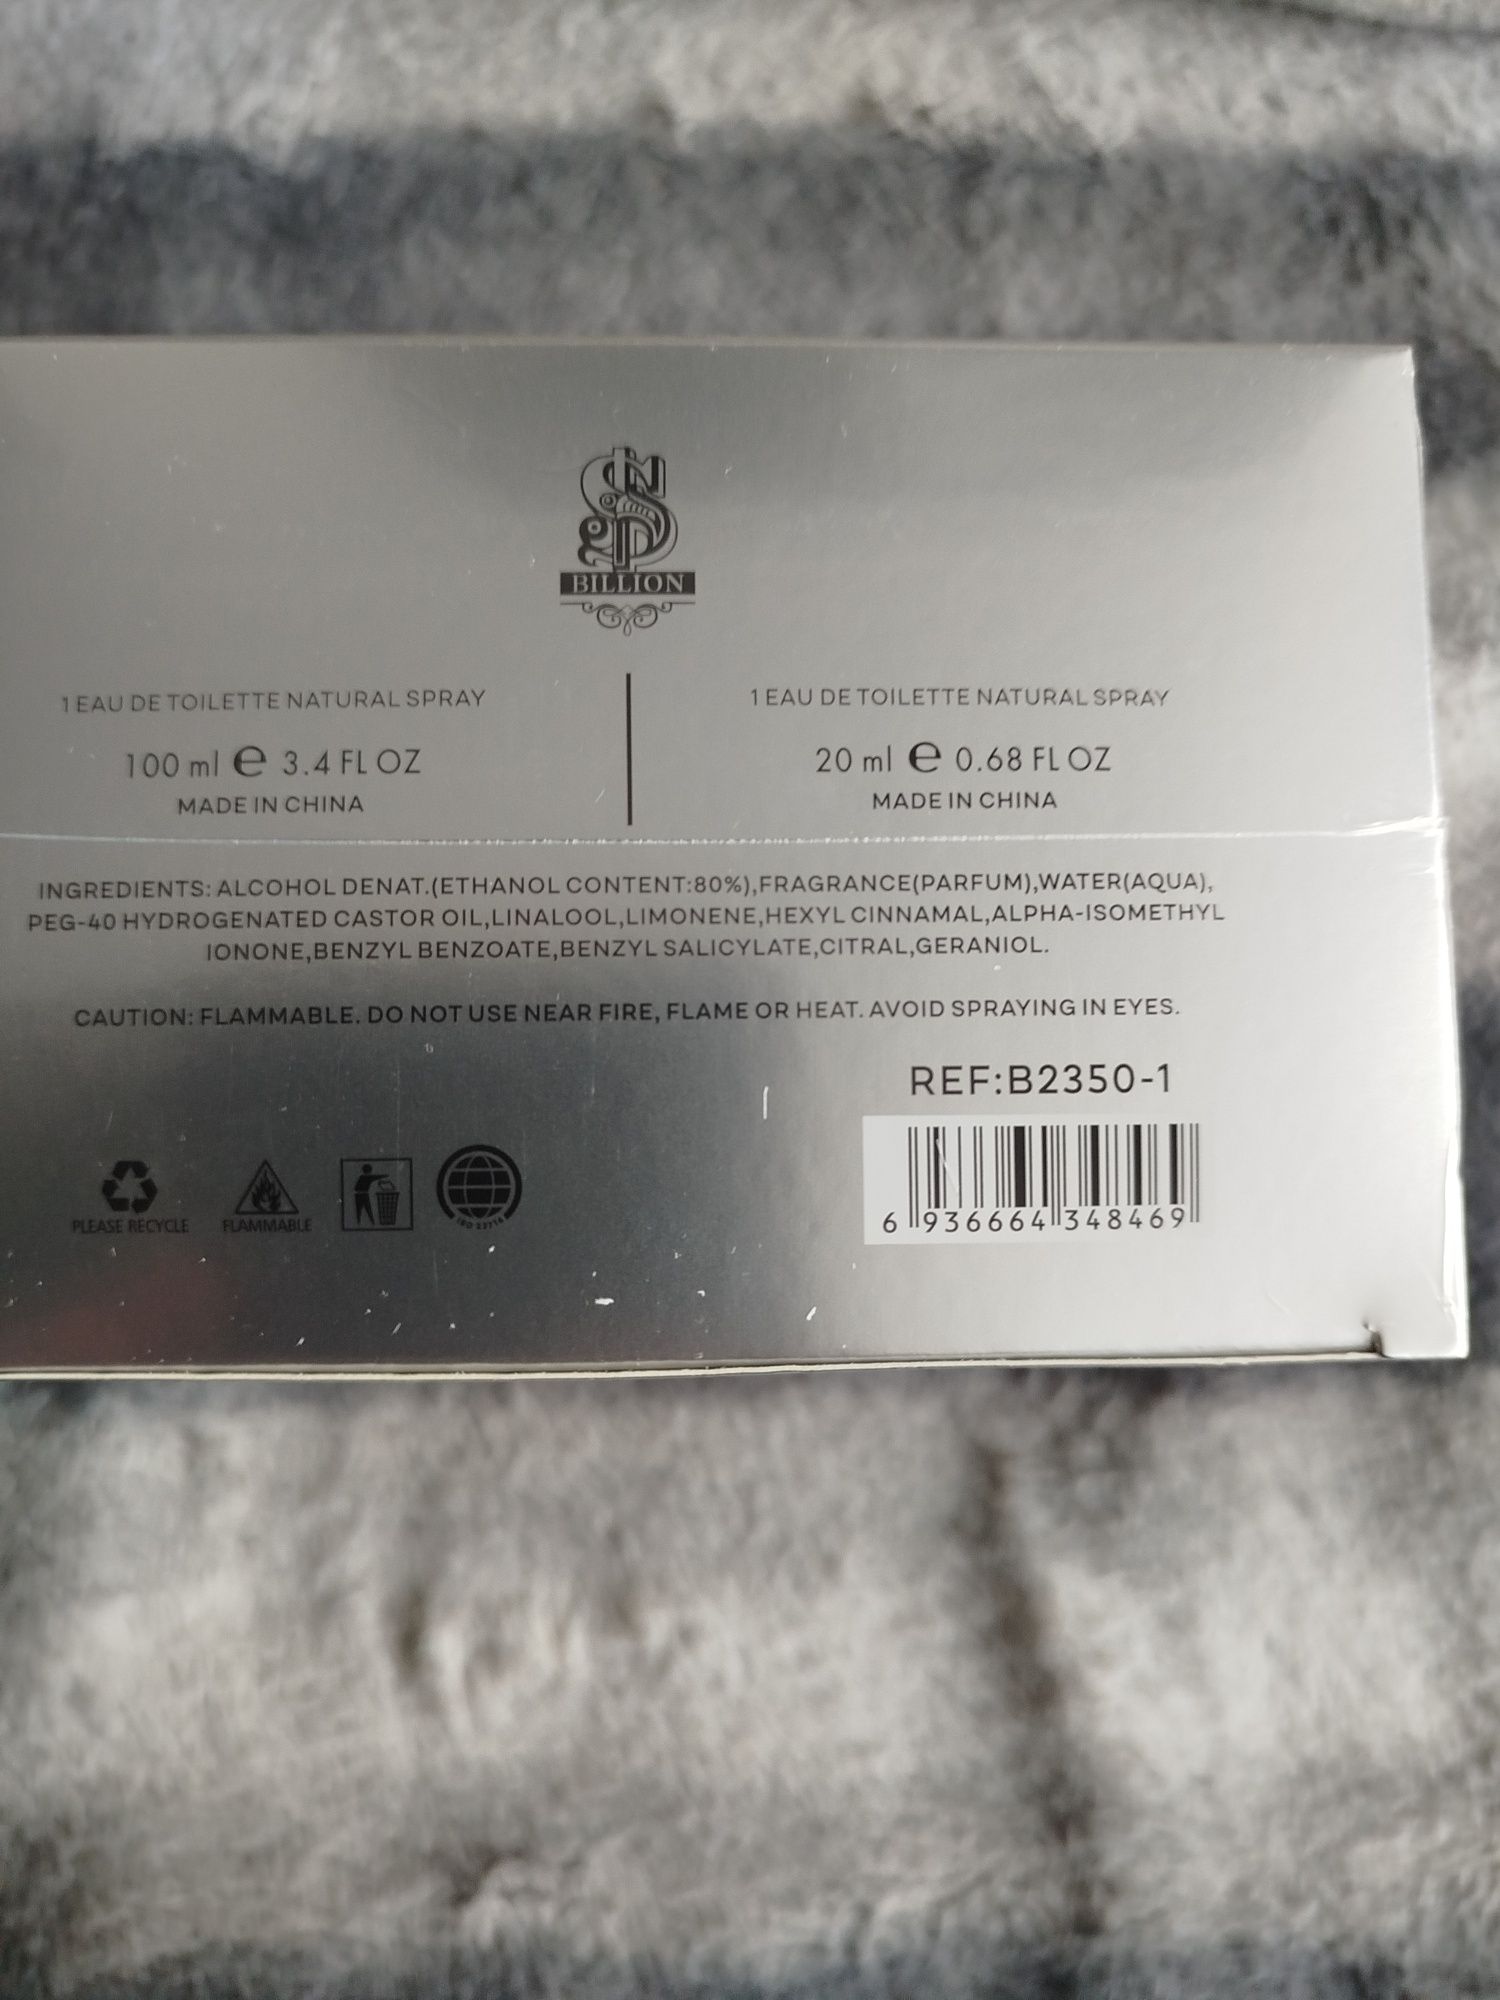 BILLION
1 EAU DE TOILETTE NATURAL SPRAY
100 ml e 3.4 FL OZ
MADE IN CHINA
1 EAU DE TOILETTE NATURAL SPRAY
20 ml e 0.68 FL OZ
MADE IN CHINA
INGREDIENTS: ALCOHOL DENAT.(ETHANOL CONTENT:80%),FRAGRANCE(PARFUM),WATER(AQUA),
PEG-40 HYDROGENATED CASTOR OIL,LINALOOL,LIMONENE,HEXYL CINNAMAL,ALPHA-ISOMETHYL
IONONE,BENZYL BENZOATE,BENZYL SALICYLATE,CITRAL,GERANIOL.
CAUTION: FLAMMABLE. DO NOT USE NEAR FIRE, FLAME OR HEAT. AVOID SPRAYING IN EYES.
REF:B2350-1
PLEASE RECYCLE
FLAMMABLE
ISO 22716
6 936664 348469